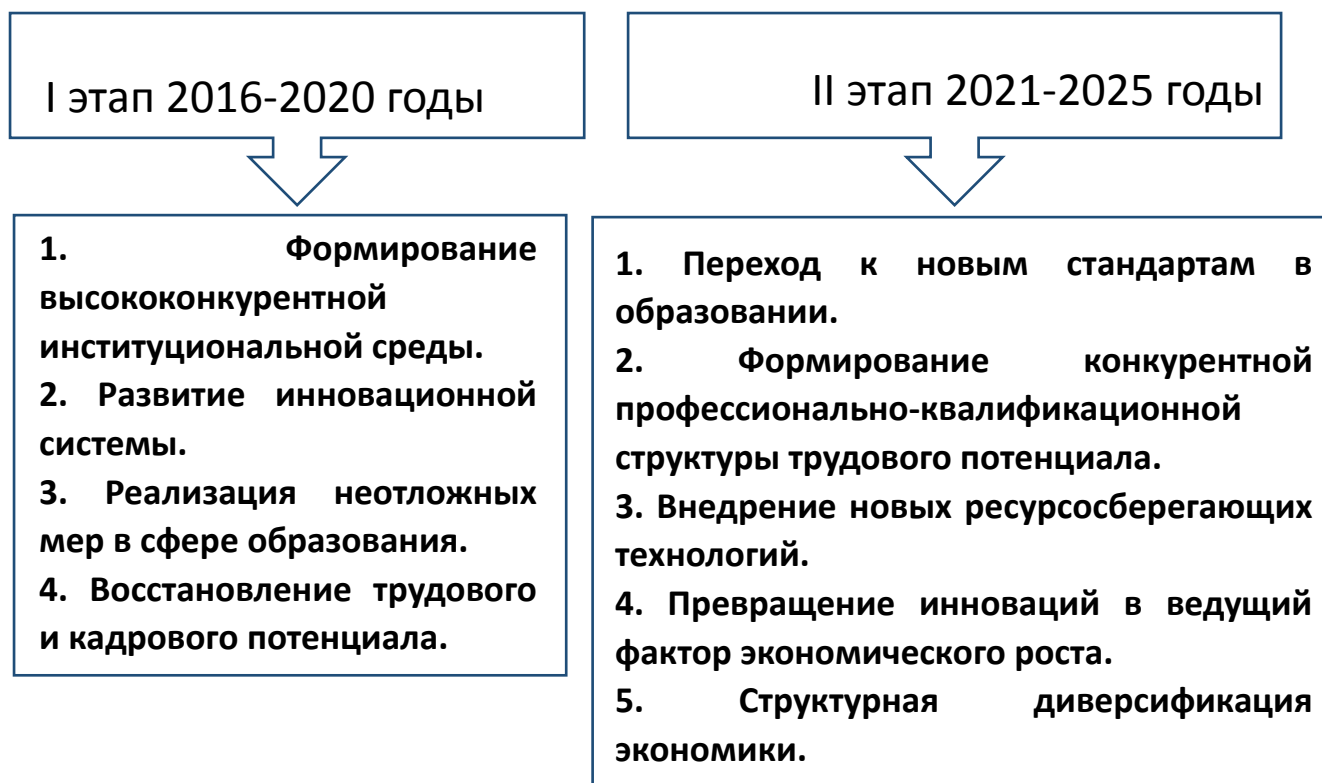 I этап 2016-2020 годы
1. Формирование
высококонкурентной
институциональной среды.
2. Развитие инновационной
системы.
3. Реализация неотложных
мер в сфере образования.
4. Восстановление трудового
и кадрового потенциала.
II этап 2021-2025 годы
1. Переход к новым стандартам в
образовании.
2. Формирование конкурентной
профессионально-квалификационной
структуры трудового потенциала.
3. Внедрение новых ресурсосберегающих
технологий.
4. Превращение инноваций в ведущий
фактор экономического роста.
5. Структурная диверсификация
экономики.